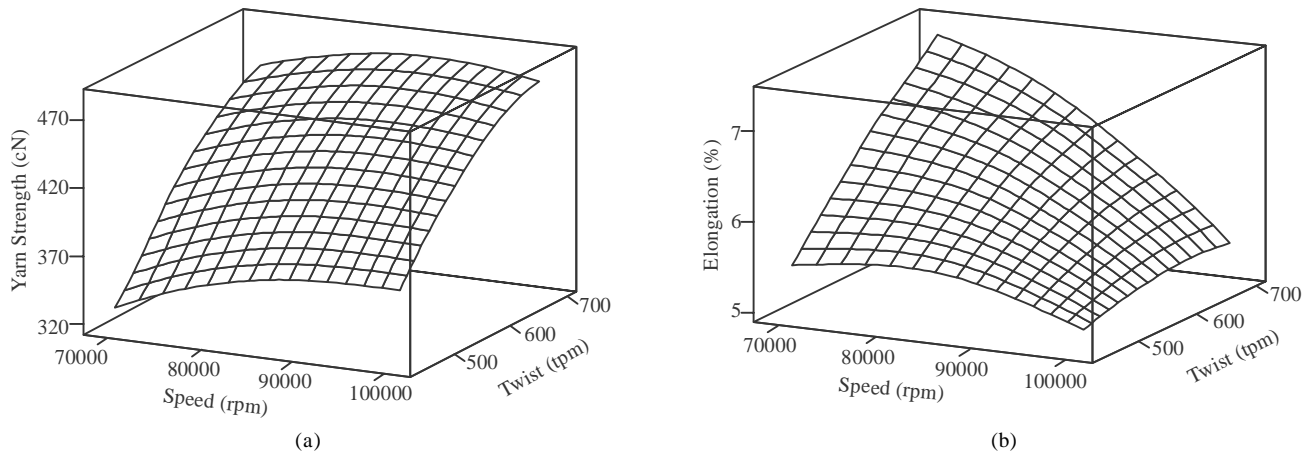 Yarn Strength (cN)
470
420
370
320
70000
80000
90000
100000
Speed (rpm)
500
600
700
Twist (tpm)
(a)
Elongation (%)
7
6
5
70000
80000
90000
100000
Speed (rpm)
500
600
700
Twist (tpm)
(b)